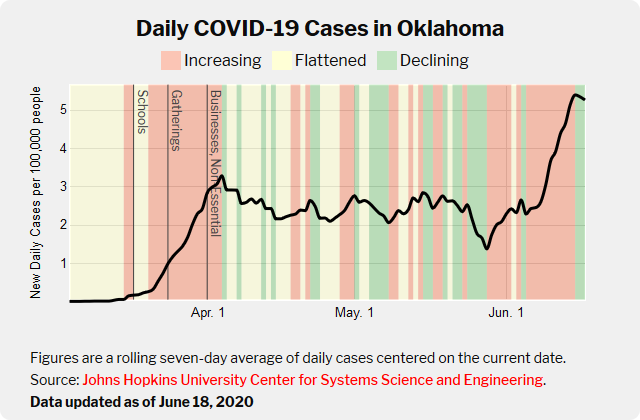 Daily COVID-19 Cases in Oklahoma
Increasing Flattened Declining
New Daily Cases per 100,000 people
5
4
3
2
1
Schools
Gatherings
Businesses, Non-Essential
Apr. 1 May. 1 Jun. 1
Figures are a rolling seven-day average of daily cases centered on the current date.
Source: Johns Hopkins University Center for Systems Science and Engineering.
Data updated as of June 18, 2020